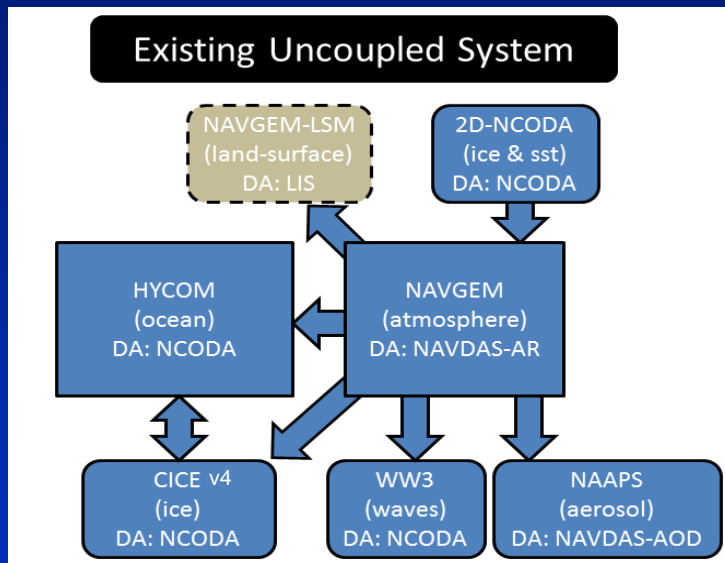 Existing Uncoupled System
NAVGEM-LSM
(land-surface)
DA: LIS
2D-NCODA
(ice & sst)
DA: NCODA
HYCOM
(ocean)
DA: NCODA
NAVGEM
(atmosphere)
DA: NAVDAS-AR
CICE v4
(ice)
DA: NCODA
WW3
(waves)
DA: NCODA
NAAPS
(aerosol)
DA: NAVDAS-AOD